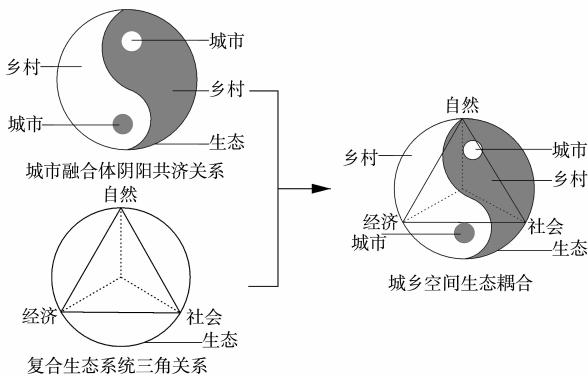 城市
乡村
乡村
城市
生态
城市融合体阴阳共济关系
自然
经济
社会
生态
复合生态系统三角关系
自然
乡村
城市
乡村
经济
社会
城市
生态
城乡空间生态耦合